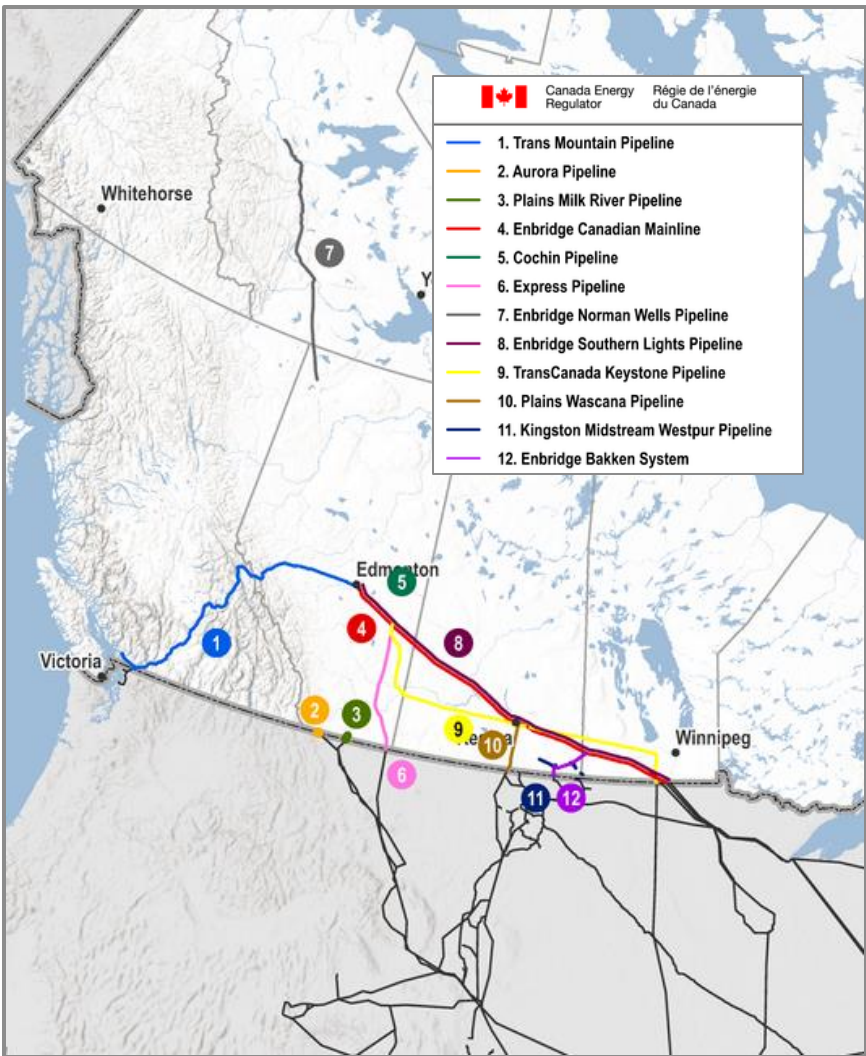 Canada Energy Regulator
Régie de l'énergie du Canada
1. Trans Mountain Pipeline
2. Aurora Pipeline
3. Plains Milk River Pipeline
4. Enbridge Canadian Mainline
5. Cochin Pipeline
6. Express Pipeline
7. Enbridge Norman Wells Pipeline
8. Enbridge Southern Lights Pipeline
9. TransCanada Keystone Pipeline
10. Plains Wascana Pipeline
11. Kingston Midstream Westpur Pipeline
12. Enbridge Bakken System
Whitehorse
7
Edmonton
5
4
8
1
Victoria
2
3
9
10
Winnipeg
6
11
12